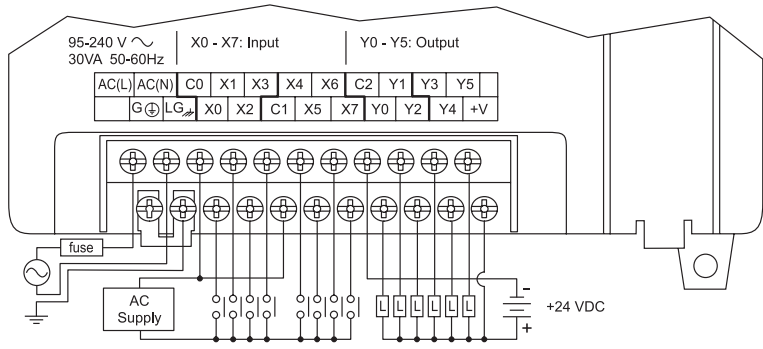 95-240 V
30VA 50-60Hz
X0 - X7: Input
Y0 - Y5: Output
AC(L) AC(N) C0 X1 X3 X4 X6 C2 Y1 Y3 Y5
G LG X0 X2 C1 X5 X7 Y0 Y2 Y4 +V
fuse
AC
Supply
L L L L L L
-
+24 VDC
+